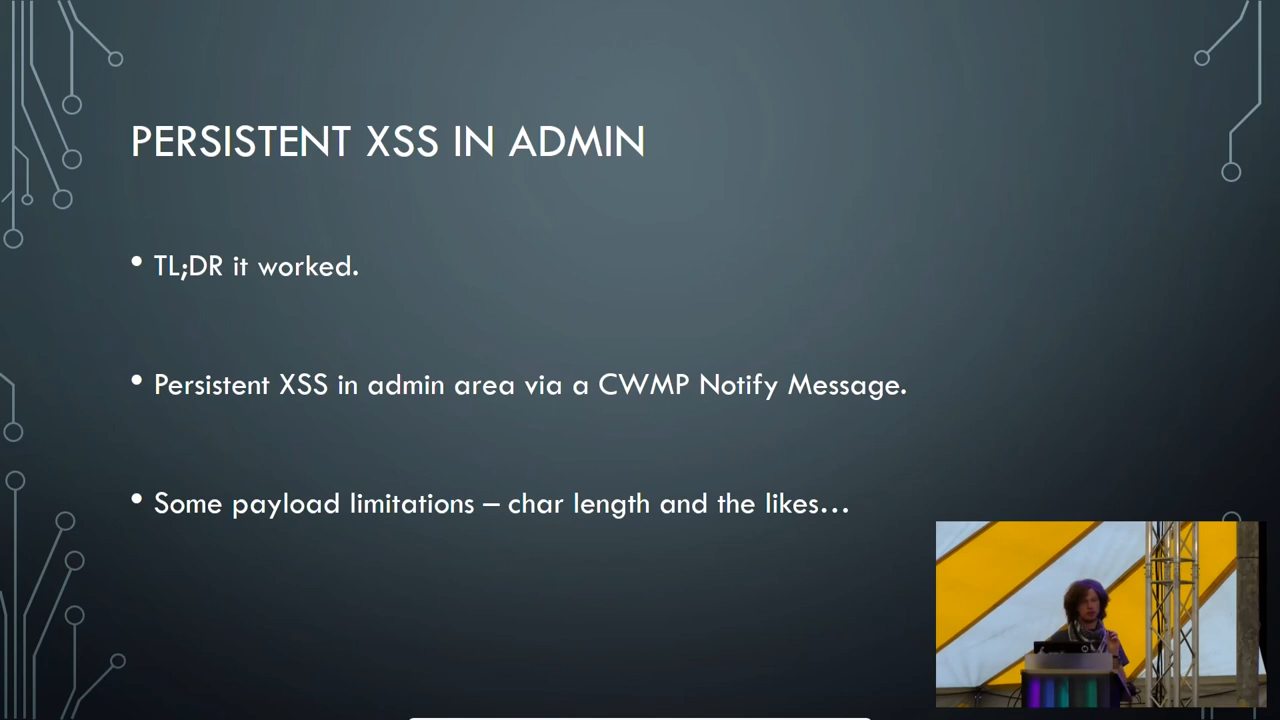 PERSISTENT XSS IN ADMIN
• TL;DR it worked.
• Persistent XSS in admin area via a CWMP Notify Message.
• Some payload limitations – char length and the likes…